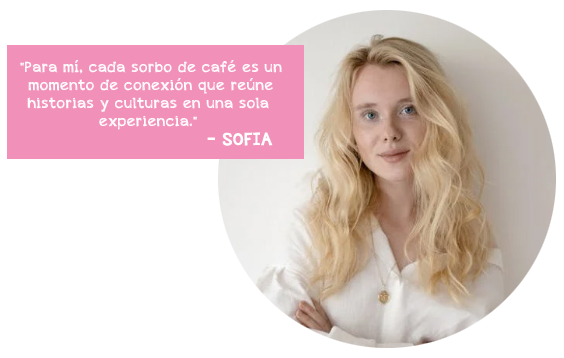 "Para mí, cada sorbo de café es un
momento de conexión que reúne
historias y culturas en una sola
experiencia."
- SOFIA